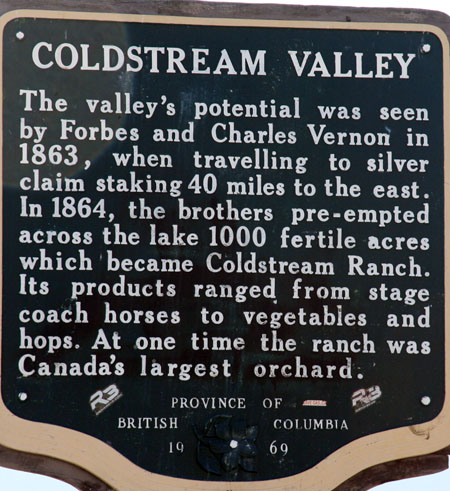 COLDSTREAM VALLEY
The valley's potential was seen
by Forbes and Charles Vernon in
1863, when travelling to silver
claim staking 40 miles to the east.
In 1864, the brothers pre-empted
across the lake 1000 fertile acres
which became Coldstream Ranch.
Its products ranged from stage
coach horses to vegetables and
hops. At one time the ranch was
Canada's largest orchard.
PROVINCE OF
BRITISH COLUMBIA
19 69